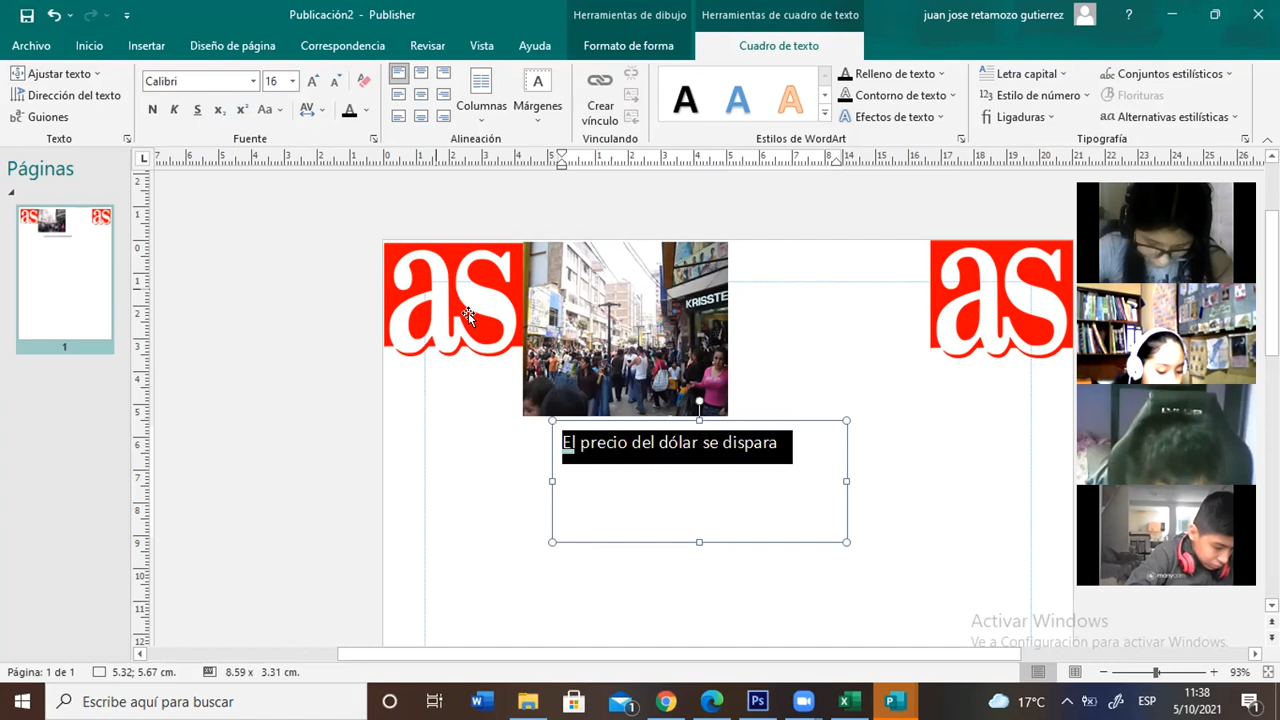 Publicación2 - Publisher
Herramientas de dibujo
Herramientas de cuadro de texto
juan jose retamozo gutierrez
?
Archivo
Inicio
Insertar
Diseño de página
Correspondencia
Revisar
Vista
Ayuda
Formato de forma
Cuadro de texto
Ajustar texto
Dirección del texto
Guiones
Texto
Calibri
16
N K S x₂ x² Aa AV A
Fuente
Columnas
Márgenes
Alineación
Crear vínculo
Vinculando
A A A
Estilos de WordArt
Relleno de texto
Contorno de texto
Efectos de texto
Letra capital
Estilo de número
Ligaduras
Conjuntos estilísticos
Florituras
Alternativas estilísticas
Tipografía
Páginas
1
as
KRISSTE
as
El precio del dólar se dispara
Activar Windows
Ve a Configuración para activar Windows.
Página: 1 de 1
5.32; 5.67 cm.
8.59 x 3.31 cm.
93%
Escribe aquí para buscar
17°C
ESP
11:38
5/10/2021